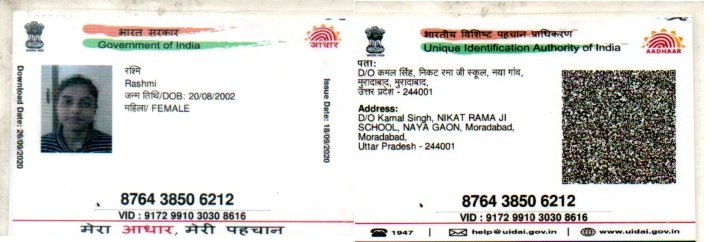 भारत सरकार
Government of India
आधार
Download Date: 26/09/2020
रश्मि
Rashmi
जन्म तिथि/DOB: 20/08/2002
महिला/ FEMALE
Issue Date: 18/09/2020
8764 3850 6212
VID : 9172 9910 3030 8616
मेरा आधार, मेरी पहचान
भारतीय विशिष्ट पहचान प्राधिकरण
Unique Identification Authority of India
AADHAAR
पता:
D/O कमल सिंह, निकट रमा जी स्कूल, नया गांव,
मुरादाबाद, मुरादाबाद,
उत्तर प्रदेश - 244001
Address:
D/O Kamal Singh, NIKAT RAMA JI
SCHOOL, NAYA GAON, Moradabad,
Moradabad,
Uttar Pradesh - 244001
8764 3850 6212
VID : 9172 9910 3030 8616
1947 | help@uidai.gov.in | www.uidai.gov.in